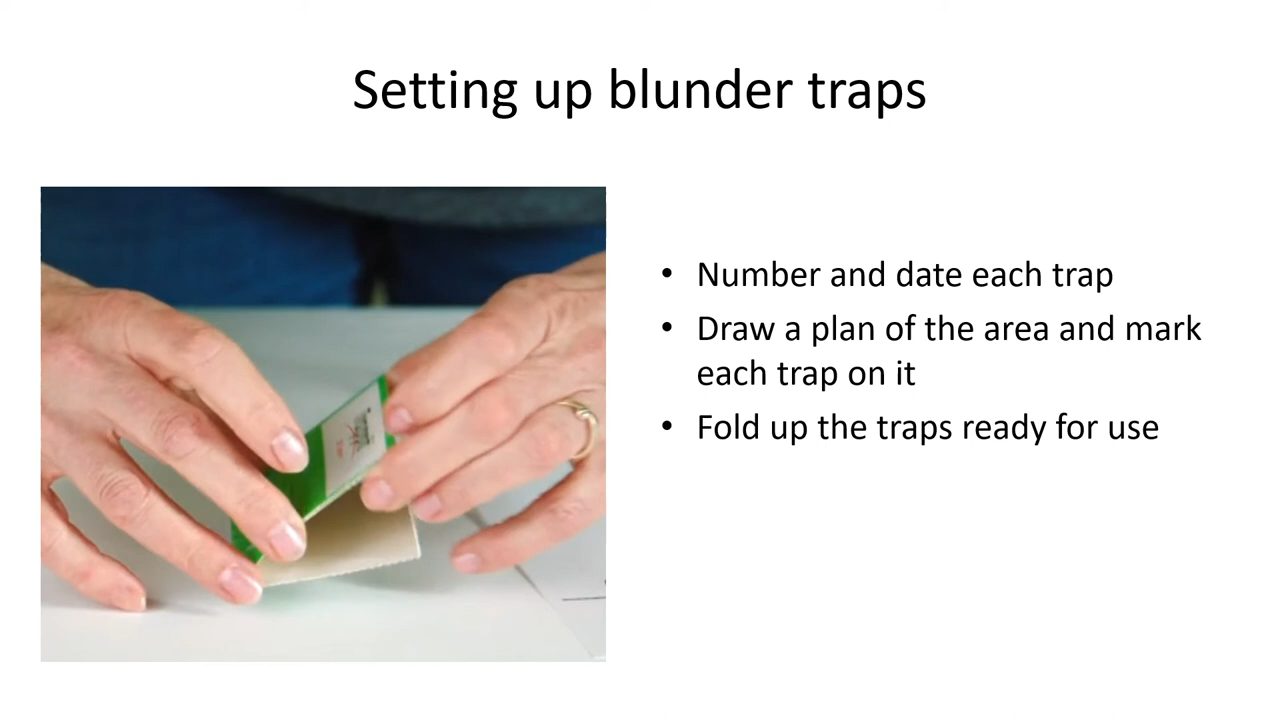 Setting up blunder traps
• Number and date each trap
• Draw a plan of the area and mark
each trap on it
• Fold up the traps ready for use